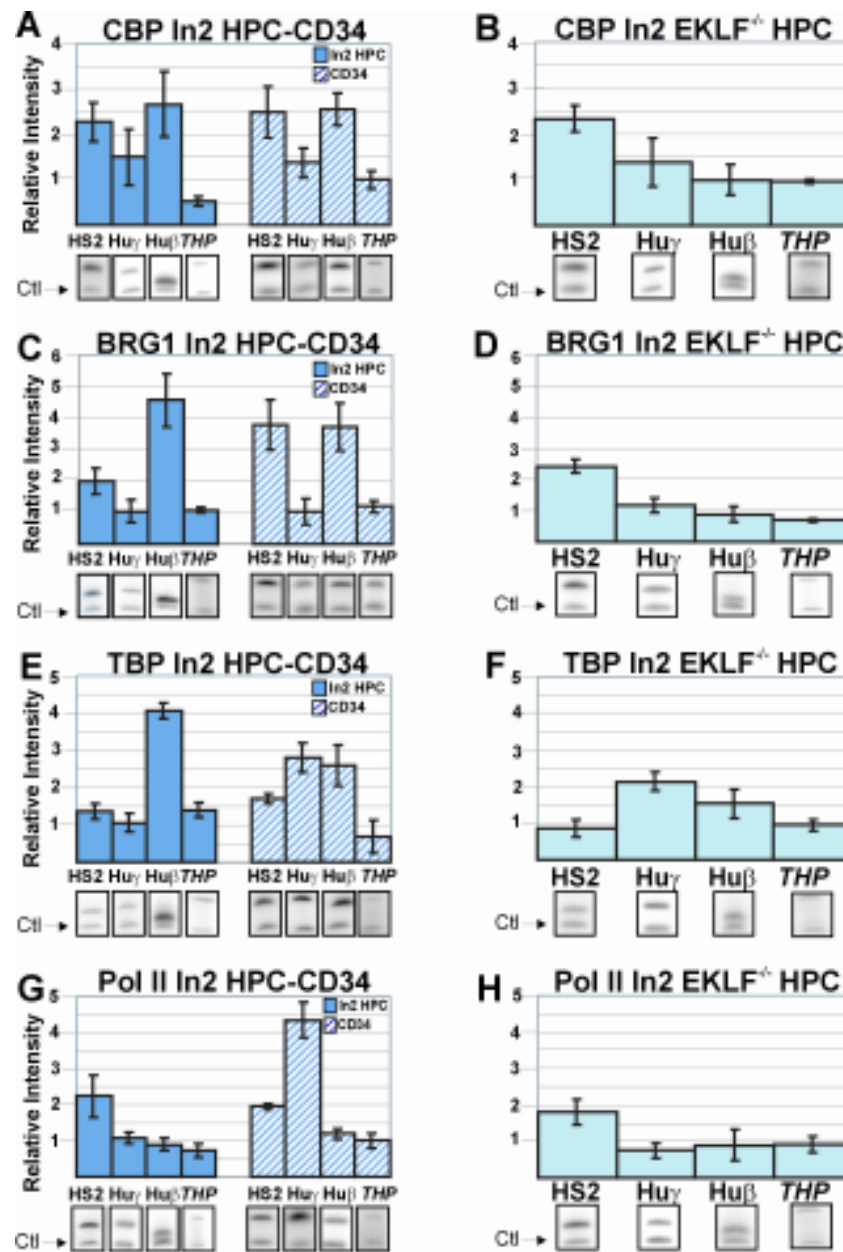 A
CBP In2 HPC-CD34
Relative Intensity
4
3
2
1
In2 HPC
CD34
HS2 Huγ Huβ THP
HS2 Huγ Huβ THP
Ctl
B
CBP In2 EKLF-/- HPC
4
3
2
1
HS2 Huγ Huβ THP
Ctl
C
BRG1 In2 HPC-CD34
Relative Intensity
6
5
4
3
2
1
In2 HPC
CD34
HS2 Huγ Huβ THP
HS2 Huγ Huβ THP
Ctl
D
BRG1 In2 EKLF-/- HPC
6
5
4
3
2
1
HS2 Huγ Huβ THP
Ctl
E
TBP In2 HPC-CD34
Relative Intensity
5
4
3
2
1
In2 HPC
CD34
HS2 Huγ Huβ THP
HS2 Huγ Huβ THP
Ctl
F
TBP In2 EKLF-/- HPC
5
4
3
2
1
HS2 Huγ Huβ THP
Ctl
G
Pol II In2 HPC-CD34
Relative Intensity
5
4
3
2
1
In2 HPC
CD34
HS2 Huγ Huβ THP
HS2 Huγ Huβ THP
Ctl
H
Pol II In2 EKLF-/- HPC
5
4
3
2
1
HS2 Huγ Huβ THP
Ctl